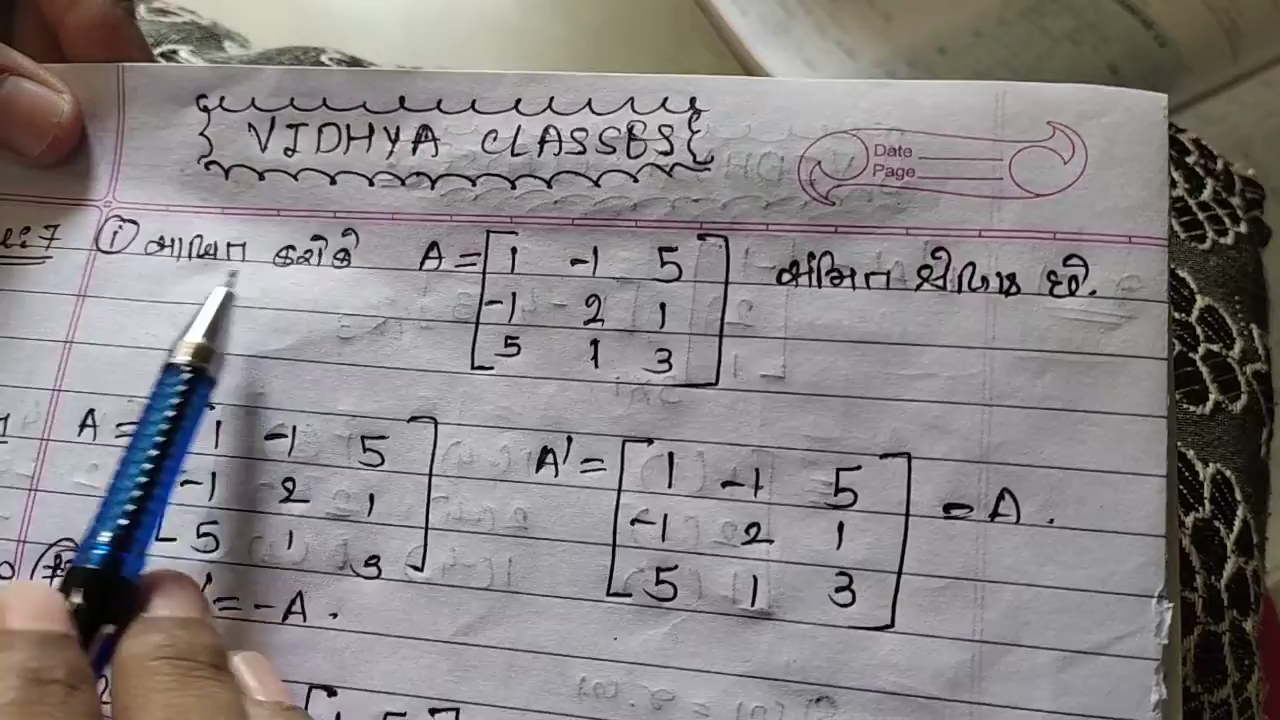 VIDHYA CLASSES
Date
Page
① સાબિત કરોકે A = [ 1 -1 5 સંમિત શ્રેણિક છે.
-1 2 1
5 1 3 ]
A = 1 -1 5 ] A' = [ 1 -1 5 ] = A.
-1 2 1 -1 2 1
5 1 3 5 1 3
' = -A.